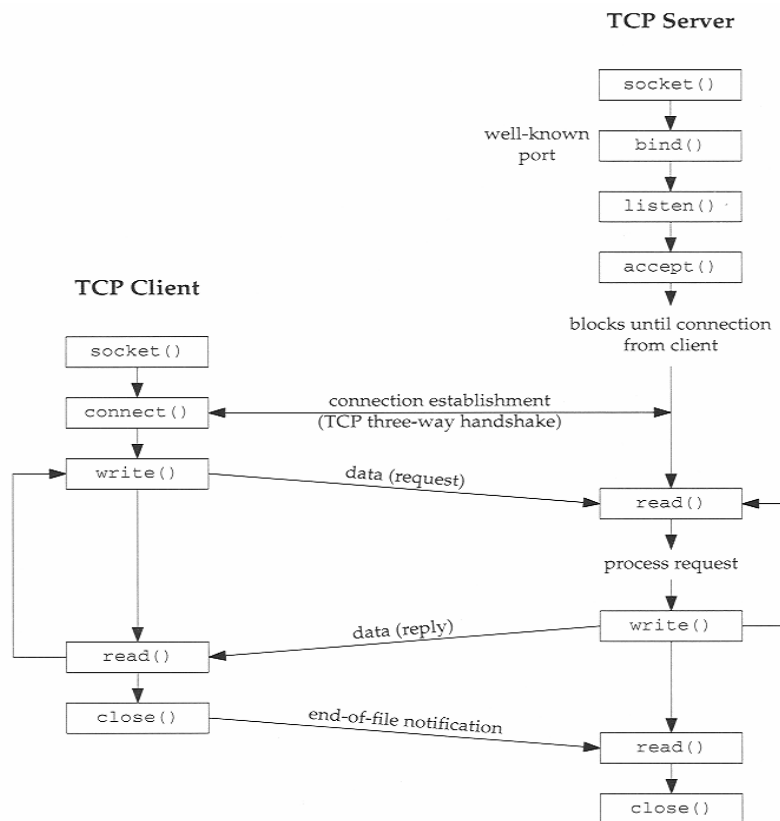 TCP Server
socket()
well-known
port
bind()
listen()
accept()
TCP Client
blocks until connection
from client
socket()
connection establishment
(TCP three-way handshake)
connect()
write()
data (request)
read()
process request
data (reply)
write()
read()
close()
end-of-file notification
read()
close()